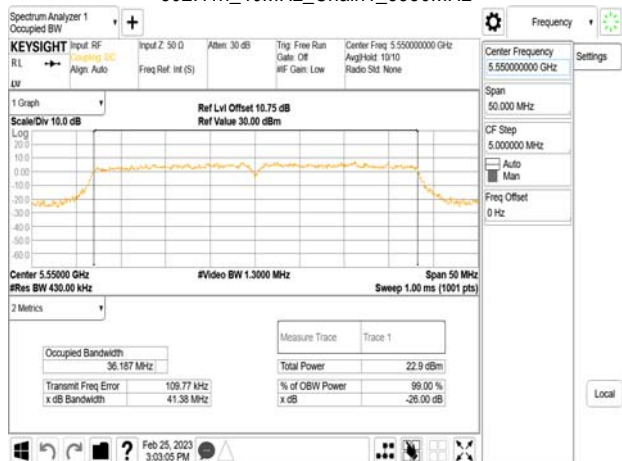 Spectrum Analyzer 1
Occupied BW
KEYSIGHT
RL
Input: RF
Coupling: DC
Align: Auto
Input Z: 50 Ω
Freq Ref: Int (S)
Atten: 30 dB
Trig: Free Run
Gate: Off
#IF Gain: Low
Center Freq: 5.550000000 GHz
Avg|Hold: 10/10
Radio Std: None
1 Graph
Scale/Div 10.0 dB
Ref Lvl Offset 10.75 dB
Ref Value 30.00 dBm
Log
20.0
10.0
0.00
-10.0
-20.0
-30.0
-40.0
-50.0
-60.0
Center 5.55000 GHz
#Res BW 430.00 kHz
#Video BW 1.3000 MHz
Span 50 MHz
Sweep 1.00 ms (1001 pts)
2 Metrics
Occupied Bandwidth
36.187 MHz
Transmit Freq Error 109.77 kHz
x dB Bandwidth 41.38 MHz
Measure Trace Trace 1
Total Power 22.9 dBm
% of OBW Power 99.00 %
x dB -26.00 dB
Feb 25, 2023
3:03:05 PM
Frequency
Center Frequency
5.550000000 GHz
Settings
Span
50.000 MHz
CF Step
5.000000 MHz
Auto
Man
Freq Offset
0 Hz
Local